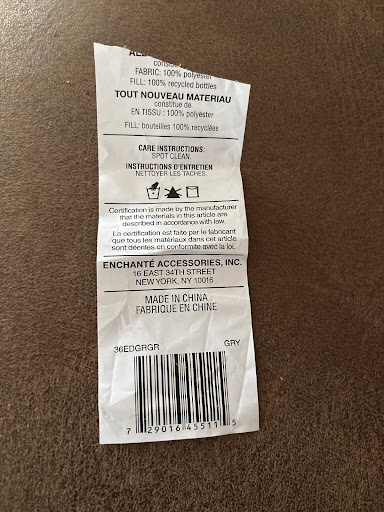 FABRIC: 100% polyester
FILL: 100% recycled bottles
TOUT NOUVEAU MATERIAU
constitue de
EN TISSU : 100% polyester
FILL: bouteilles 100% recyclées
CARE INSTRUCTIONS:
SPOT CLEAN.
INSTRUCTIONS D'ENTRETIEN
NETTOYER LES TACHES.
Certification is made by the manufacturer
that the materials in this article are
described in accordance with law.
Le certification est faite par le fabricant
que tous les matériaux dans cet article
sont décrites en conformité avec la loi.
ENCHANTÉ ACCESSORIES, INC.
16 EAST 34TH STREET
NEW YORK, NY 10016
MADE IN CHINA
FABRIQUE EN CHINE
36EDGRGR GRY
7 29016 45511 5